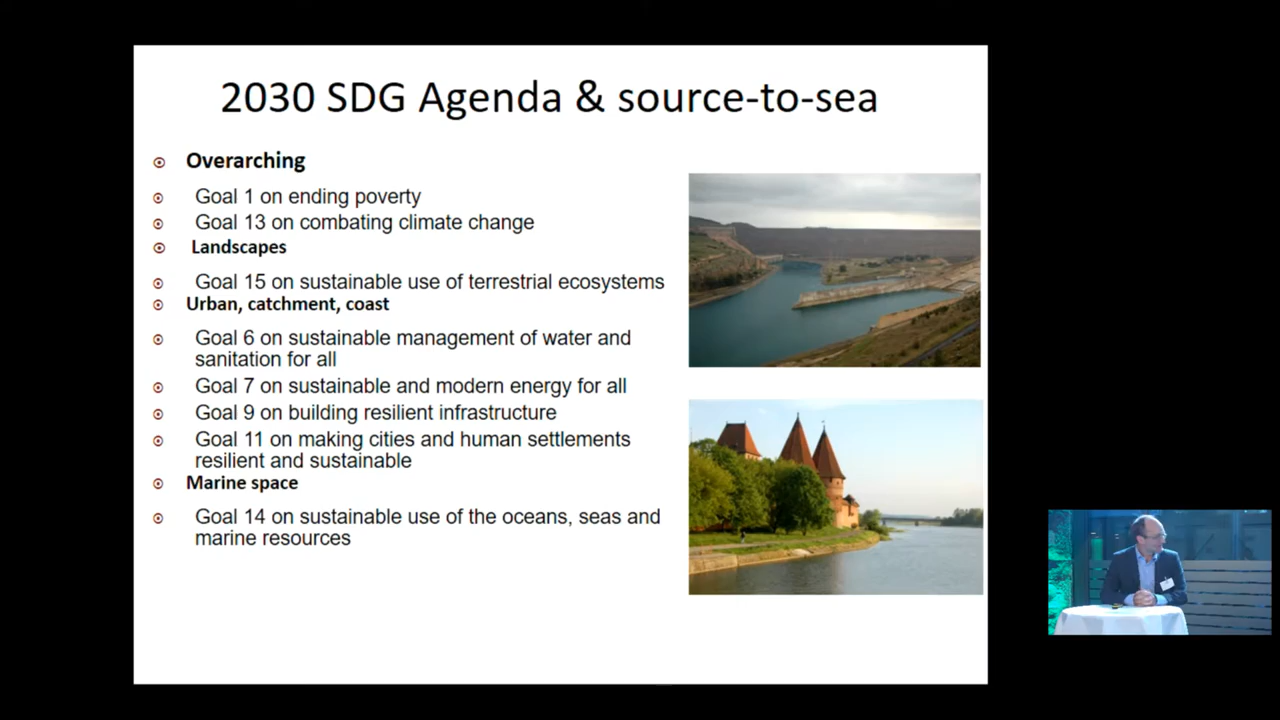 2030 SDG Agenda & source-to-sea
Overarching
Goal 1 on ending poverty
Goal 13 on combating climate change
Landscapes
Goal 15 on sustainable use of terrestrial ecosystems
Urban, catchment, coast
Goal 6 on sustainable management of water and
sanitation for all
Goal 7 on sustainable and modern energy for all
Goal 9 on building resilient infrastructure
Goal 11 on making cities and human settlements
resilient and sustainable
Marine space
Goal 14 on sustainable use of the oceans, seas and
marine resources